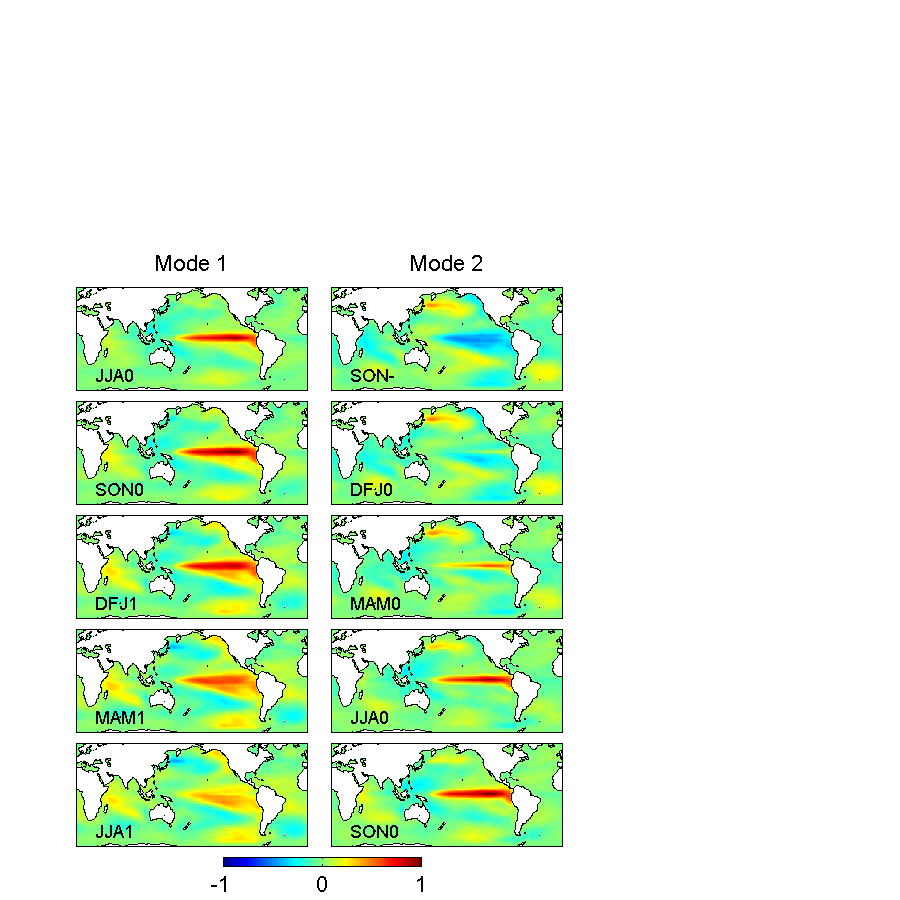 Mode 1 Mode 2
JJA0 SON-
SON0 DFJ0
DFJ1 MAM0
MAM1 JJA0
JJA1 SON0
-1 0 1